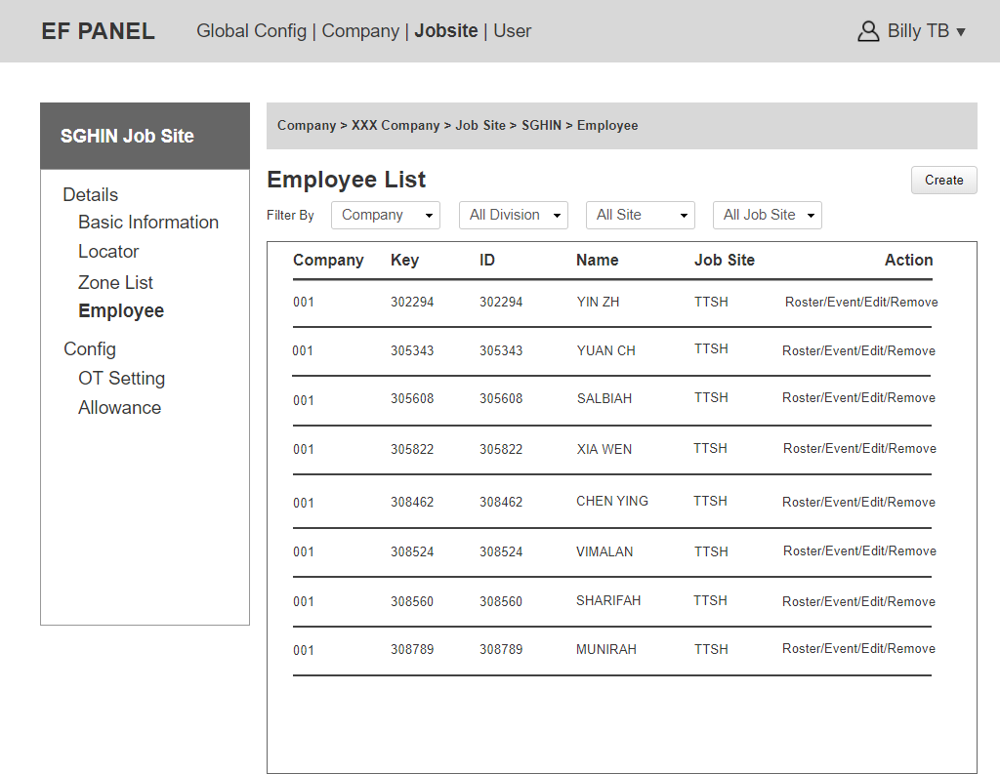 EF PANEL Global Config | Company | Jobsite | User Billy TB ▼
SGHIN Job Site
Details
Basic Information
Locator
Zone List
Employee
Config
OT Setting
Allowance
Company > XXX Company > Job Site > SGHIN > Employee
Employee List Create
Filter By Company All Division All Site All Job Site
Company Key ID Name Job Site Action
001 302294 302294 YIN ZH TTSH Roster/Event/Edit/Remove
001 305343 305343 YUAN CH TTSH Roster/Event/Edit/Remove
001 305608 305608 SALBIAH TTSH Roster/Event/Edit/Remove
001 305822 305822 XIA WEN TTSH Roster/Event/Edit/Remove
001 308462 308462 CHEN YING TTSH Roster/Event/Edit/Remove
001 308524 308524 VIMALAN TTSH Roster/Event/Edit/Remove
001 308560 308560 SHARIFAH TTSH Roster/Event/Edit/Remove
001 308789 308789 MUNIRAH TTSH Roster/Event/Edit/Remove